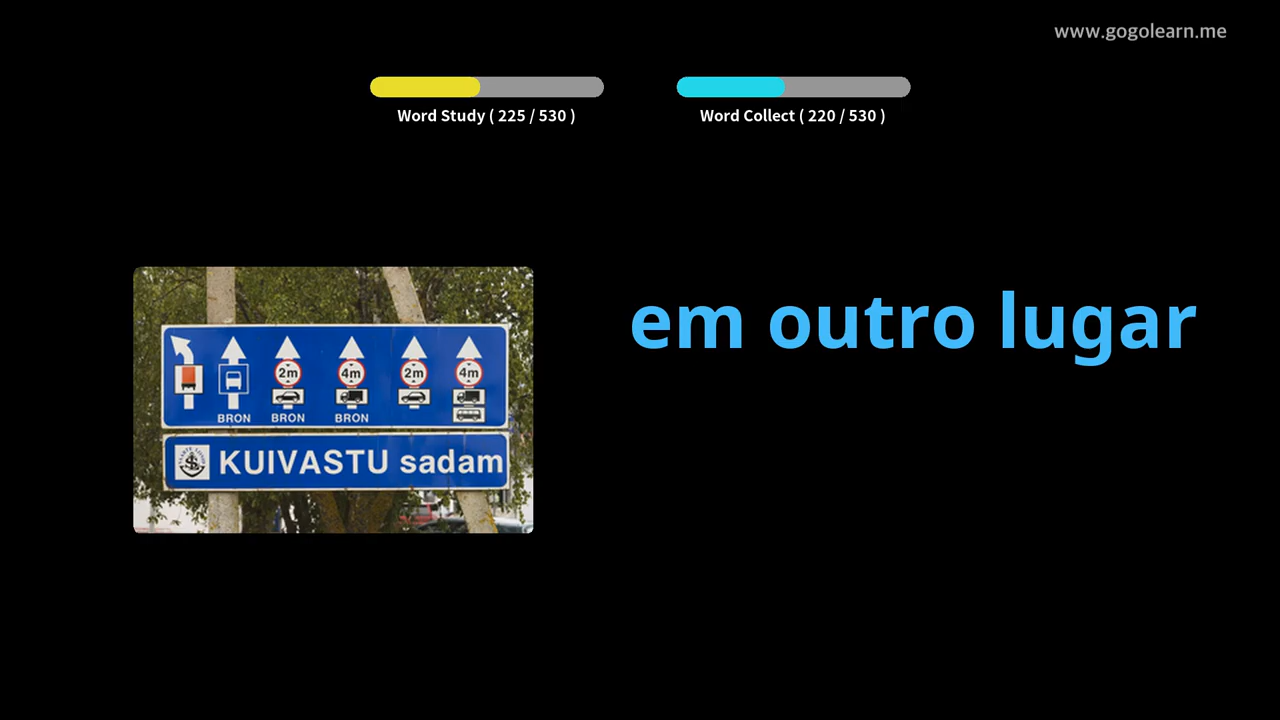 www.gogolearn.me
Word Study ( 225 / 530 )
Word Collect ( 220 / 530 )
em outro lugar
2m 4m 2m 4m
BRON BRON BRON
KUIVASTU sadam